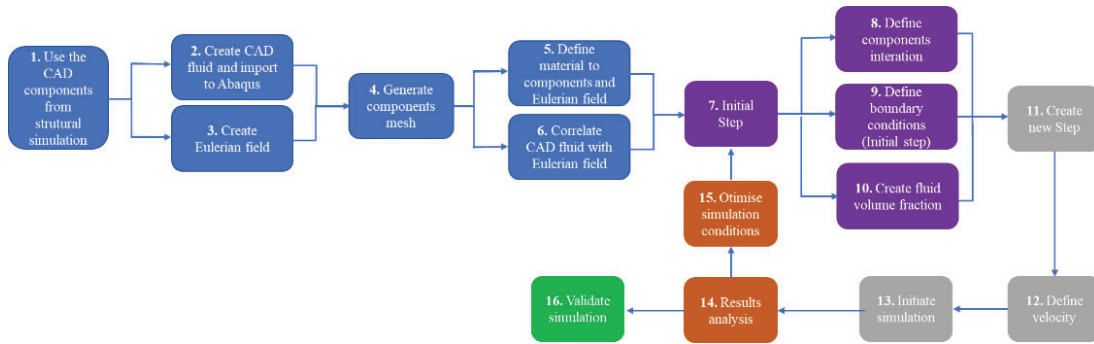 1. Use the
CAD
components
from
strutural
simulation
2. Create CAD
fluid and import
to Abaqus
3. Create
Eulerian field
4. Generate
components
mesh
5. Define
material to
components and
Eulerian field
6. Correlate
CAD fluid with
Eulerian field
7. Initial
Step
8. Define
components
interation
9. Define
boundary
conditions
(Initial step)
10. Create fluid
volume fraction
11. Create
new Step
12. Define
velocity
13. Initiate
simulation
14. Results
analysis
15. Otimise
simulation
conditions
16. Validate
simulation